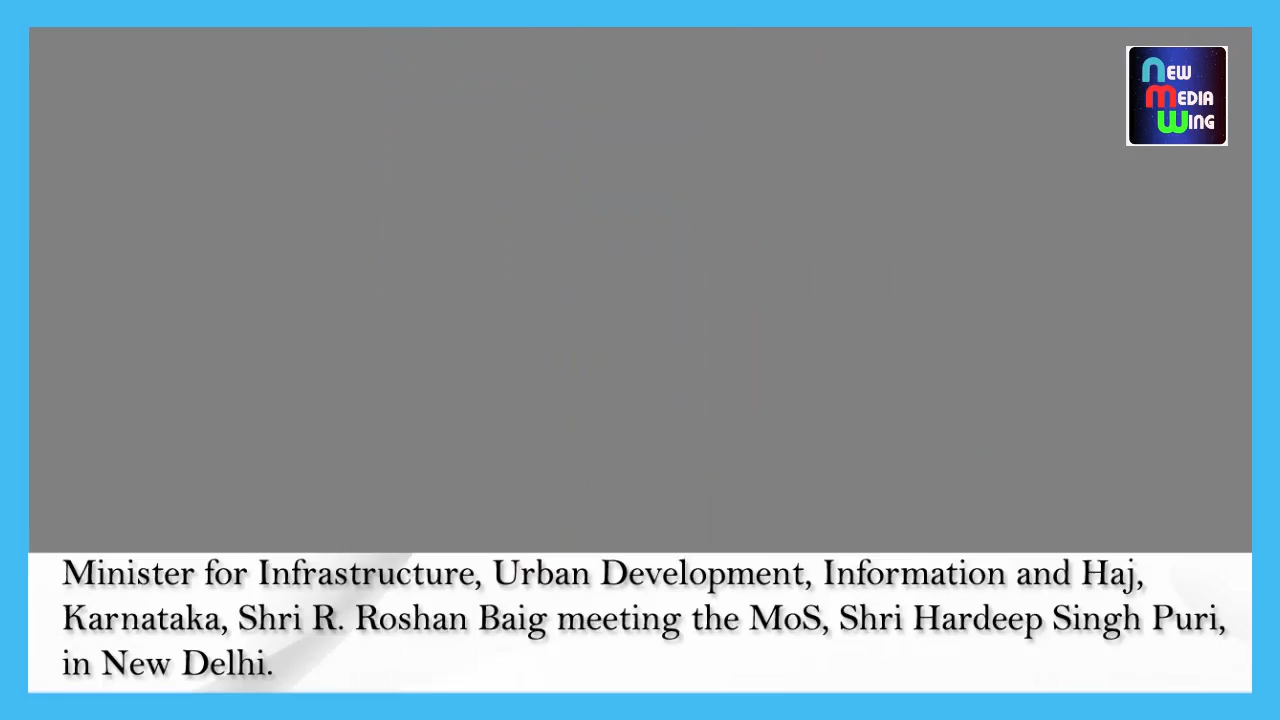 New
Media
Wing
Minister for Infrastructure, Urban Development, Information and Haj,
Karnataka, Shri R. Roshan Baig meeting the MoS, Shri Hardeep Singh Puri,
in New Delhi.